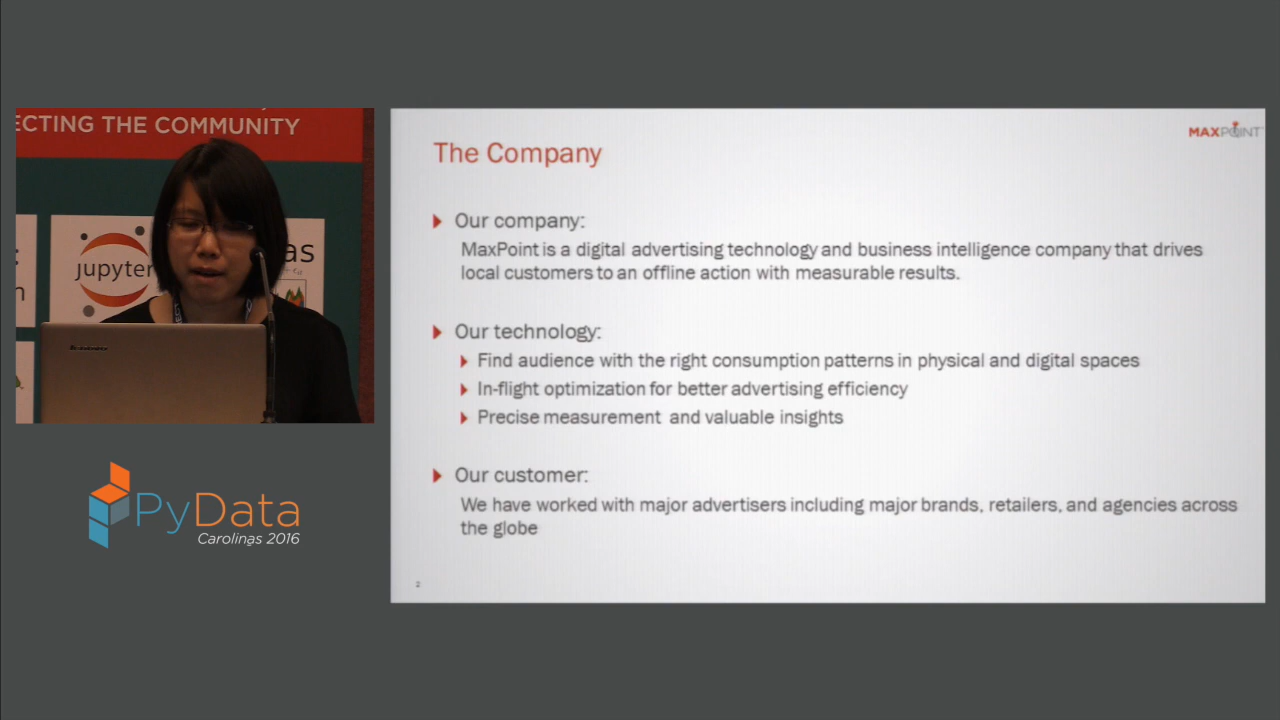 ECTING THE COMMUNITY
jupyter
as
n
Lenovo
PyData
Carolinas 2016
MAXPOINT
The Company
Our company:
MaxPoint is a digital advertising technology and business intelligence company that drives
local customers to an offline action with measurable results.
Our technology:
Find audience with the right consumption patterns in physical and digital spaces
In-flight optimization for better advertising efficiency
Precise measurement and valuable insights
Our customer:
We have worked with major advertisers including major brands, retailers, and agencies across
the globe
2